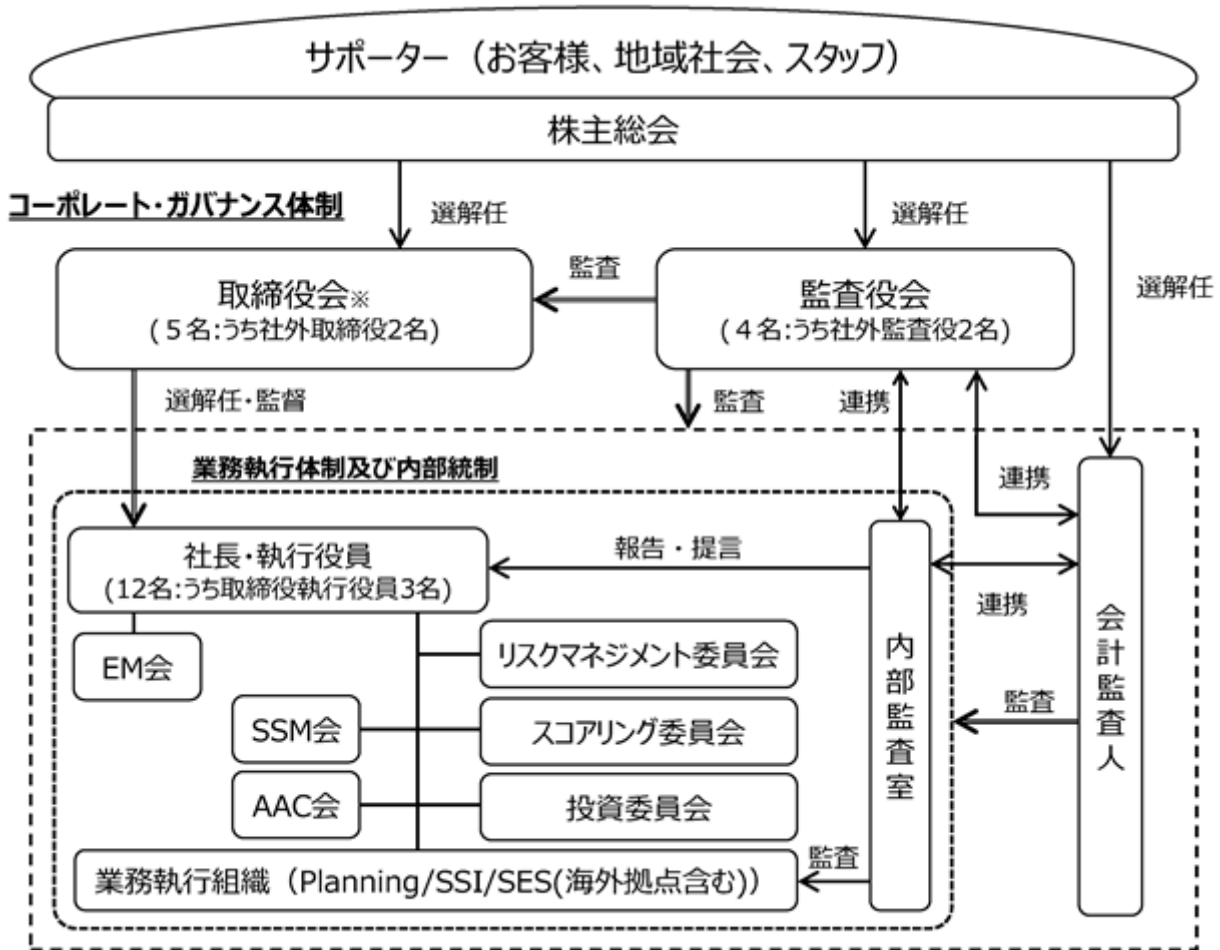 サポーター（お客様、地域社会、スタッフ）
株主総会
コーポレート・ガバナンス体制
選解任
選解任
選解任
取締役会※
(５名:うち社外取締役2名)
監査
監査役会
(４名:うち社外監査役2名)
選解任・監督
監査
連携
連携
業務執行体制及び内部統制
社長・執行役員
(12名:うち取締役執行役員3名)
報告・提言
連携
EM会
リスクマネジメント委員会
SSM会
スコアリング委員会
AAC会
投資委員会
内部監査室
監査
会計監査人
業務執行組織（Planning/SSI/SES(海外拠点含む)）
監査